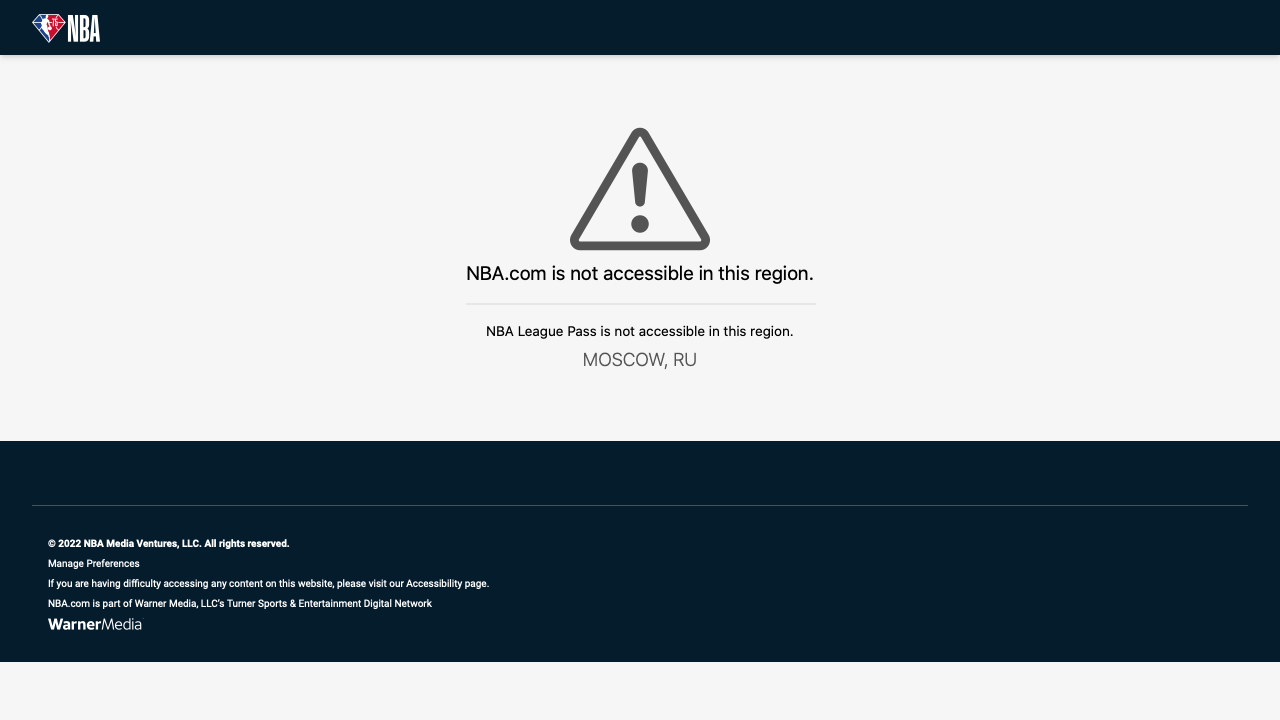 75 NBA
NBA.com is not accessible in this region.
NBA League Pass is not accessible in this region.
MOSCOW, RU
© 2022 NBA Media Ventures, LLC. All rights reserved.
Manage Preferences
If you are having difficulty accessing any content on this website, please visit our Accessibility page.
NBA.com is part of Warner Media, LLC’s Turner Sports & Entertainment Digital Network
WarnerMedia